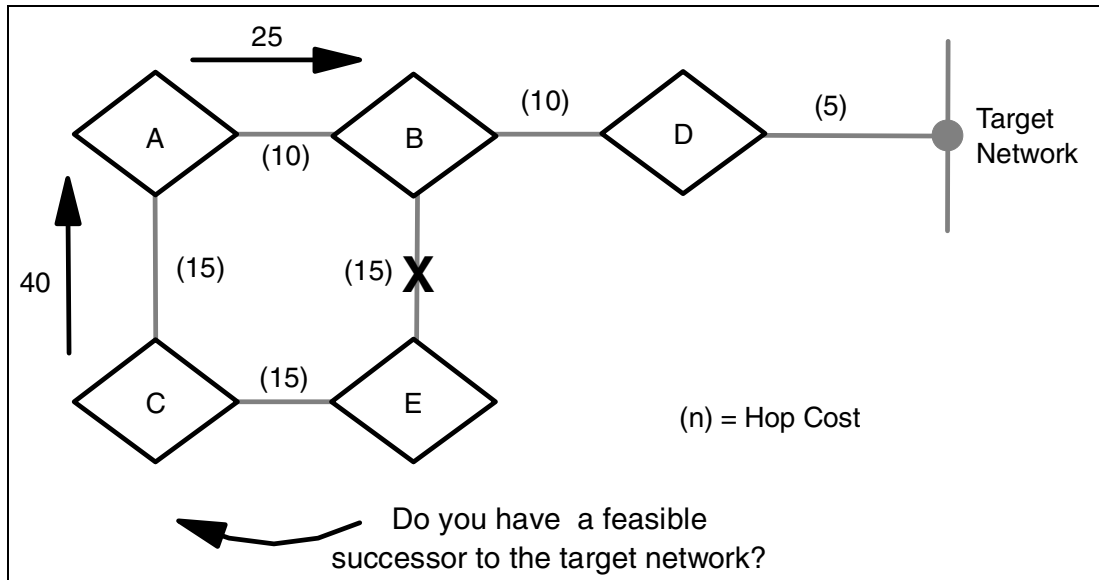 25
A
(10)
B
(10)
D
(5)
Target
Network
40
(15)
(15)
X
C
(15)
E
(n) = Hop Cost
Do you have a feasible
successor to the target network?